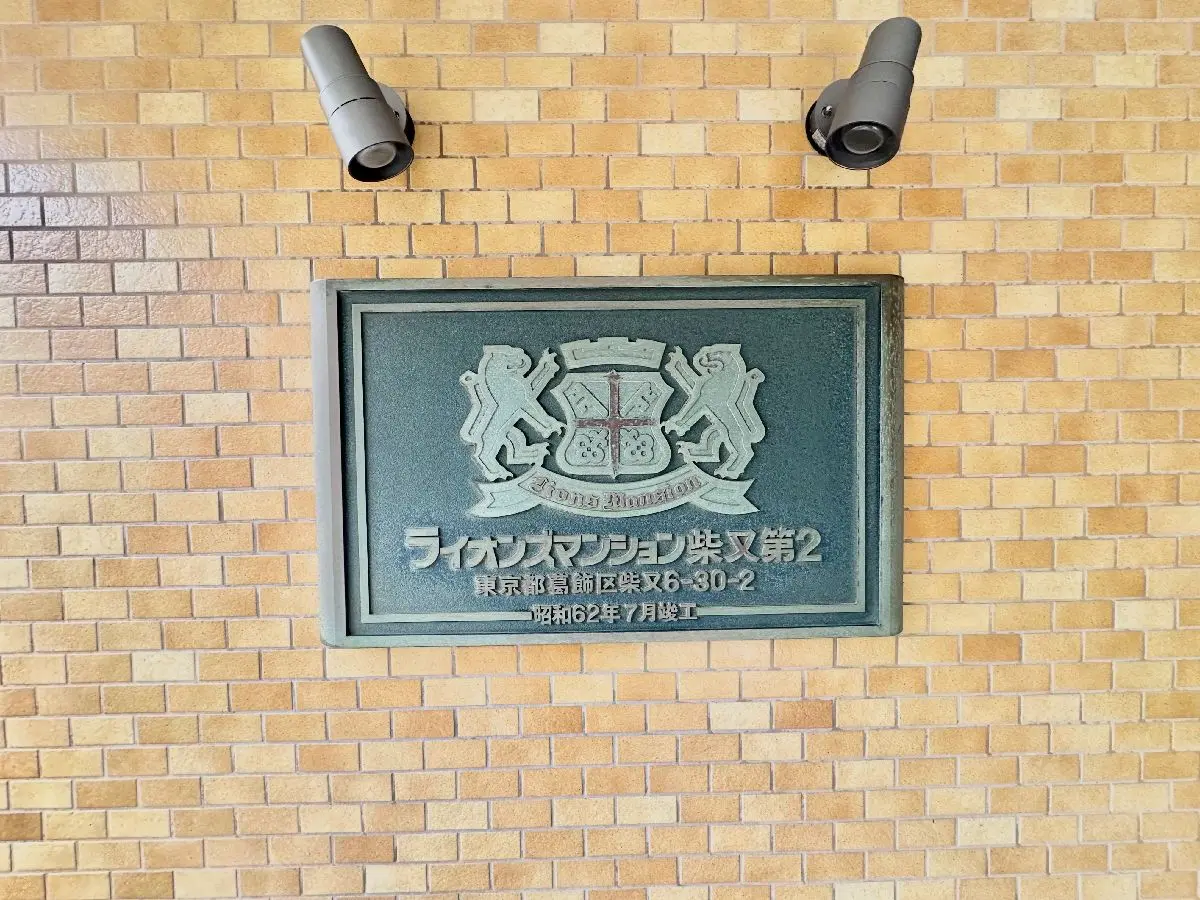 Lions Mansion
ライオンズマンション柴又第2
東京都葛飾区柴又6-30-2
昭和62年7月竣工